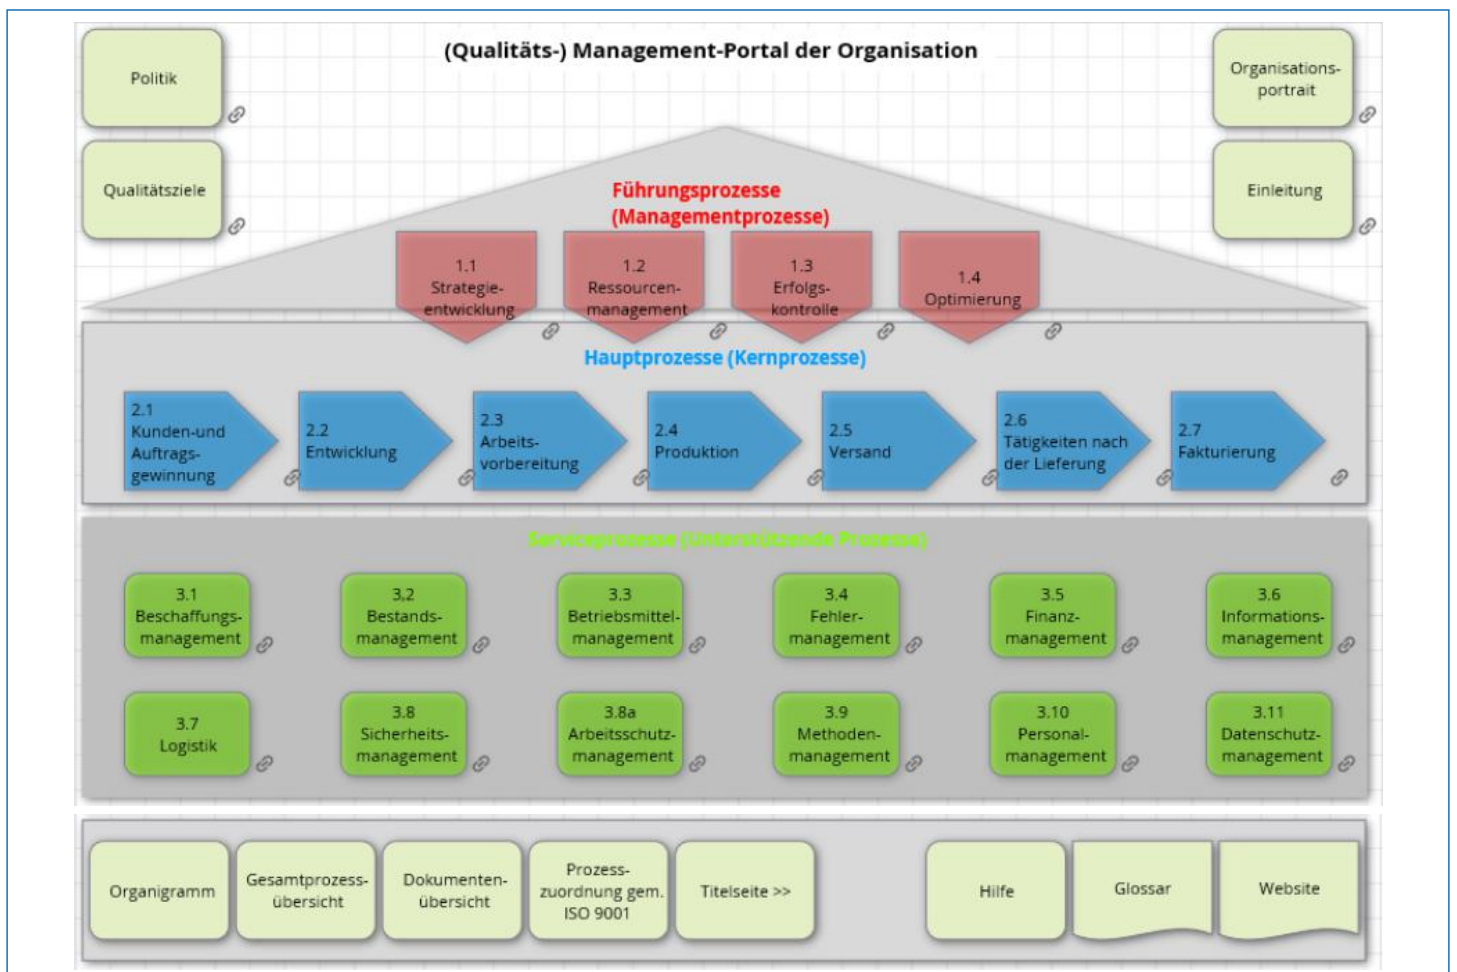 (Qualitäts-) Management-Portal der Organisation
Politik
Organisations-
portrait
Qualitätsziele
Einleitung
Führungsprozesse
(Managementprozesse)
1.1
Strategie-
entwicklung
1.2
Ressourcen-
management
1.3
Erfolgs-
kontrolle
1.4
Optimierung
Hauptprozesse (Kernprozesse)
2.1
Kunden-und
Auftrags-
gewinnung
2.2
Entwicklung
2.3
Arbeits-
vorbereitung
2.4
Produktion
2.5
Versand
2.6
Tätigkeiten nach
der Lieferung
2.7
Fakturierung
Serviceprozesse (Unterstützende Prozesse)
3.1
Beschaffungs-
management
3,2
Bestands-
management
3.3
Betriebsmittel-
management
3.4
Fehler-
management
3.5
Finanz-
management
3.6
Informations-
management
3.7
Logistik
3.8
Sicherheits-
management
3.8a
Arbeitsschutz-
management
3.9
Methoden-
management
3.10
Personal-
management
3.11
Datenschutz-
management
Organigramm
Gesamtprozess-
übersicht
Dokumenten-
übersicht
Prozess-
zuordnung gem.
ISO 9001
Titelseite >>
Hilfe
Glossar
Website